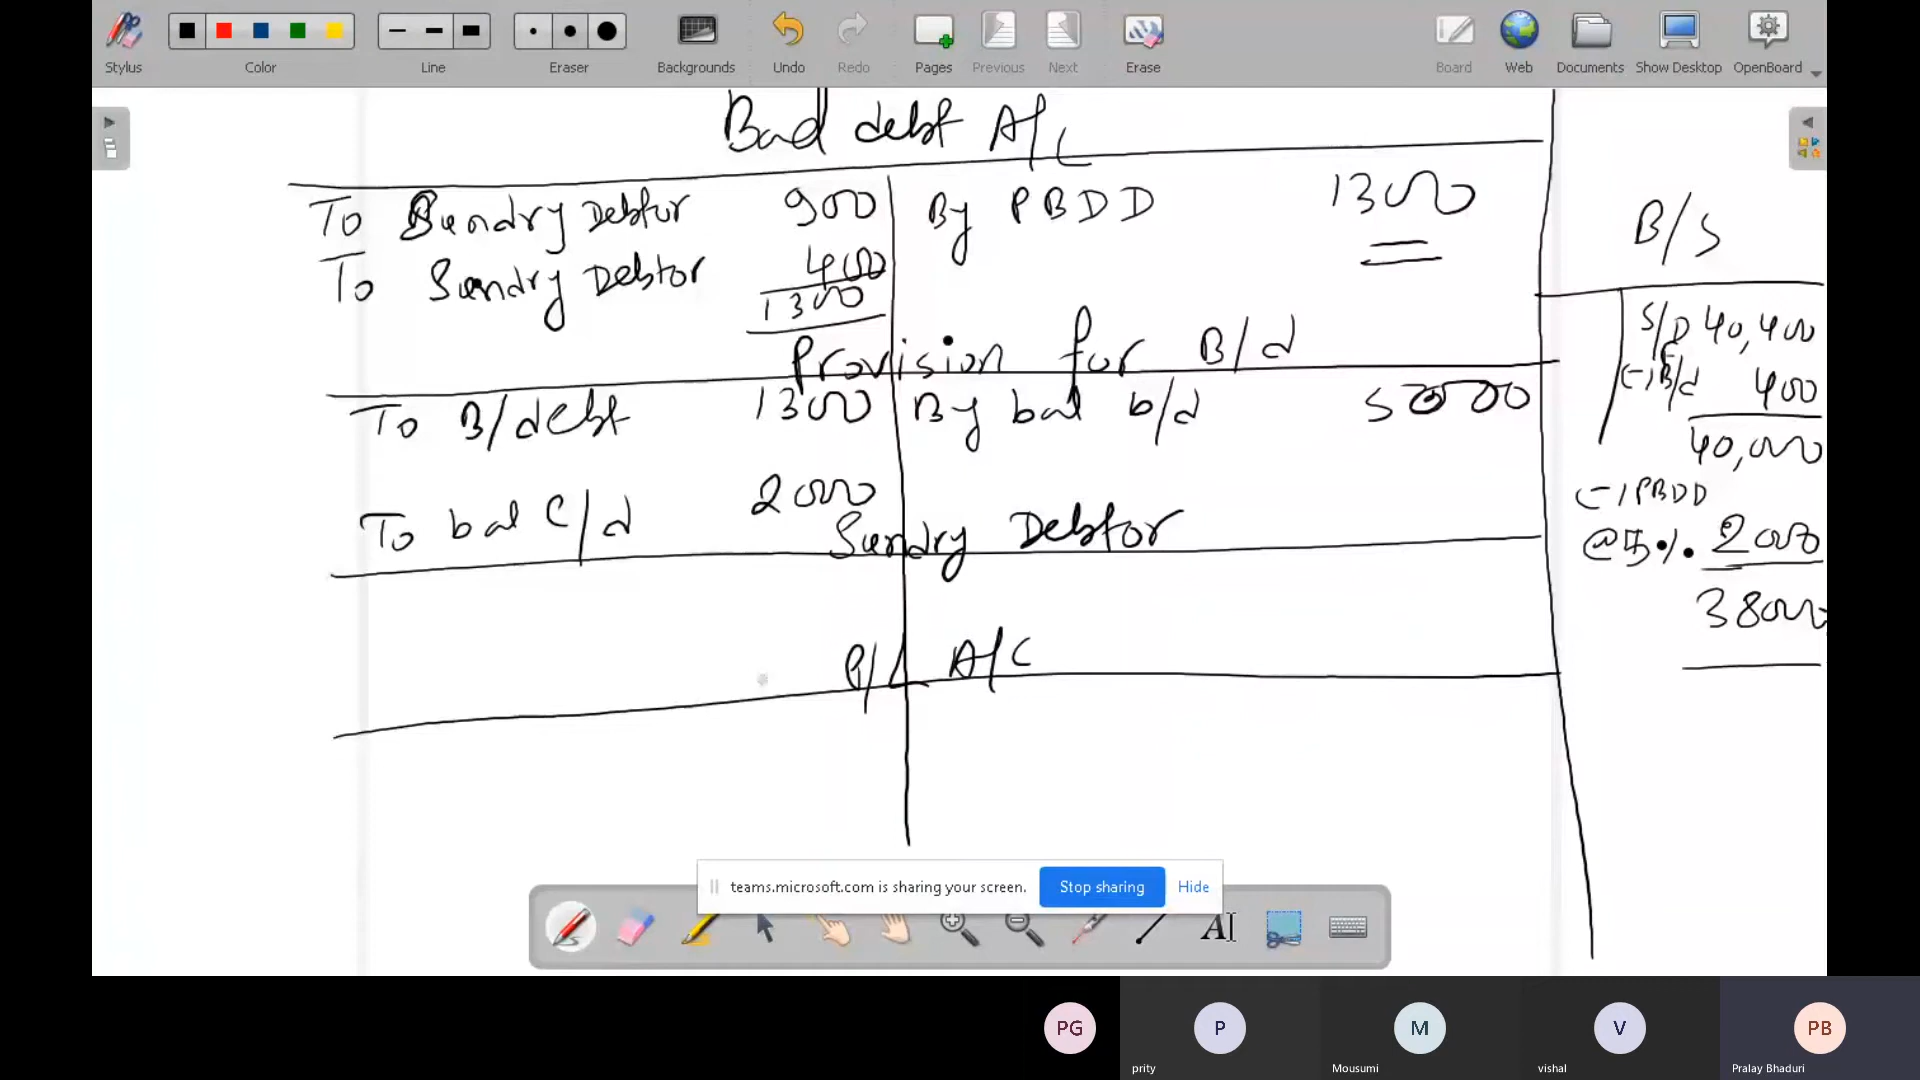 Stylus Color Line Eraser Backgrounds Undo Redo Pages Previous Next Erase Board Web Documents Show Desktop OpenBoard
Bad debt A/C
To Sundry Debtor 900 By PBDD 1300
To Sundry Debtor 400
1300
Provision for B/d
To B/debt 1300 By bal b/d 5000
To bal C/d 2000
Sundry Debtor
P/L A/C
B/S
S/D 40,400
(-) B/d 400
40,000
(-) PBDD
@ 5%. 2000
38000
teams.microsoft.com is sharing your screen. Stop sharing Hide
PG P M V PB
prity Mousumi vishal Pralay Bhaduri